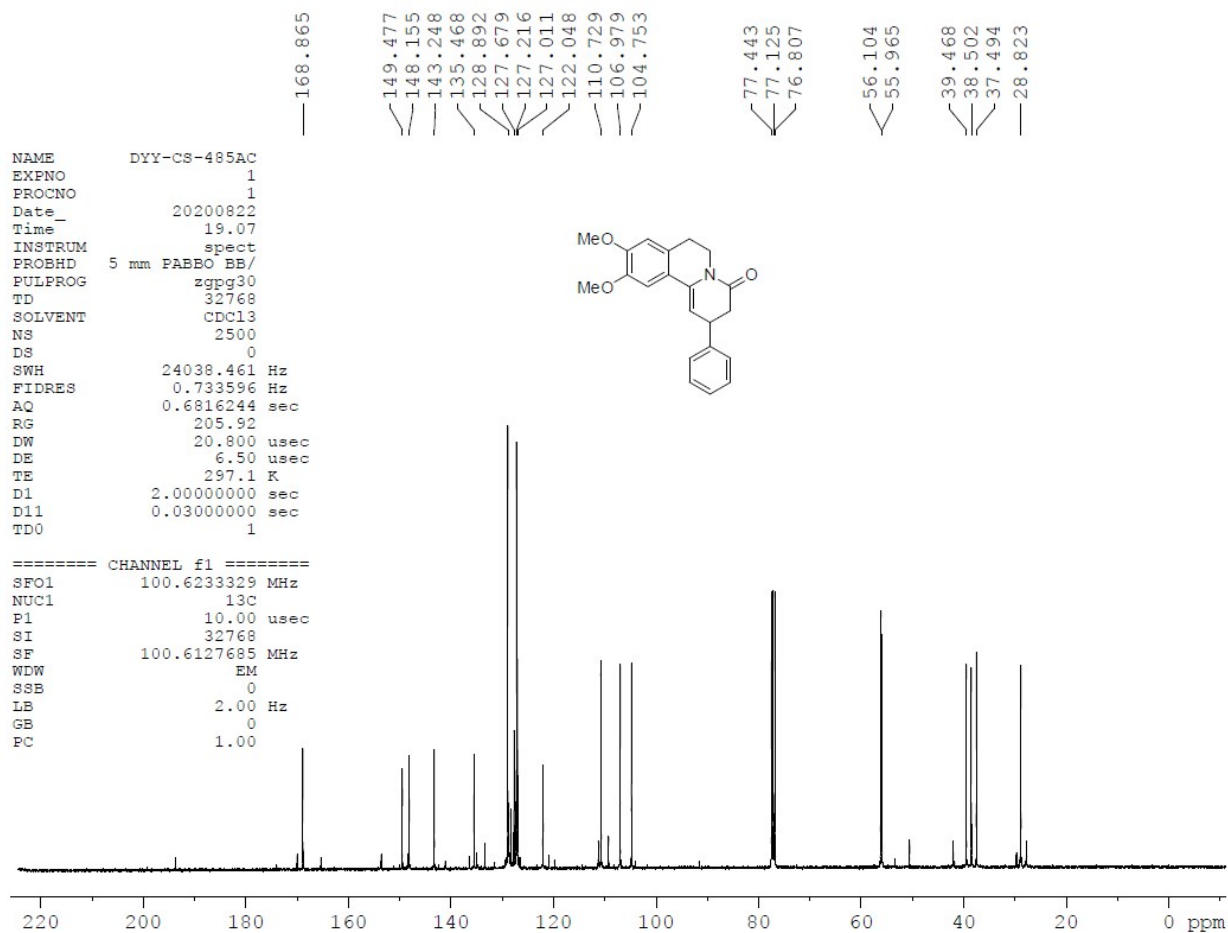 168.865
149.477
148.155
143.248
135.468
128.892
127.679
127.216
127.011
122.048
110.729
106.979
104.753
77.443
77.125
76.807
56.104
55.965
39.468
38.502
37.494
28.823
NAME DYY-CS-485AC
EXPNO 1
PROCNO 1
Date_ 20200822
Time 19.07
INSTRUM spect
PROBHD 5 mm PABBO BB/
PULPROG zgpg30
TD 32768
SOLVENT CDCl3
NS 2500
DS 0
SWH 24038.461 Hz
FIDRES 0.733596 Hz
AQ 0.6816244 sec
RG 205.92
DW 20.800 usec
DE 6.50 usec
TE 297.1 K
D1 2.00000000 sec
D11 0.03000000 sec
TD0 1
======== CHANNEL f1 ========
SFO1 100.6233329 MHz
NUC1 13C
P1 10.00 usec
SI 32768
SF 100.6127685 MHz
WDW EM
SSB 0
LB 2.00 Hz
GB 0
PC 1.00
MeO
MeO
N
O
220 200 180 160 140 120 100 80 60 40 20 0 ppm